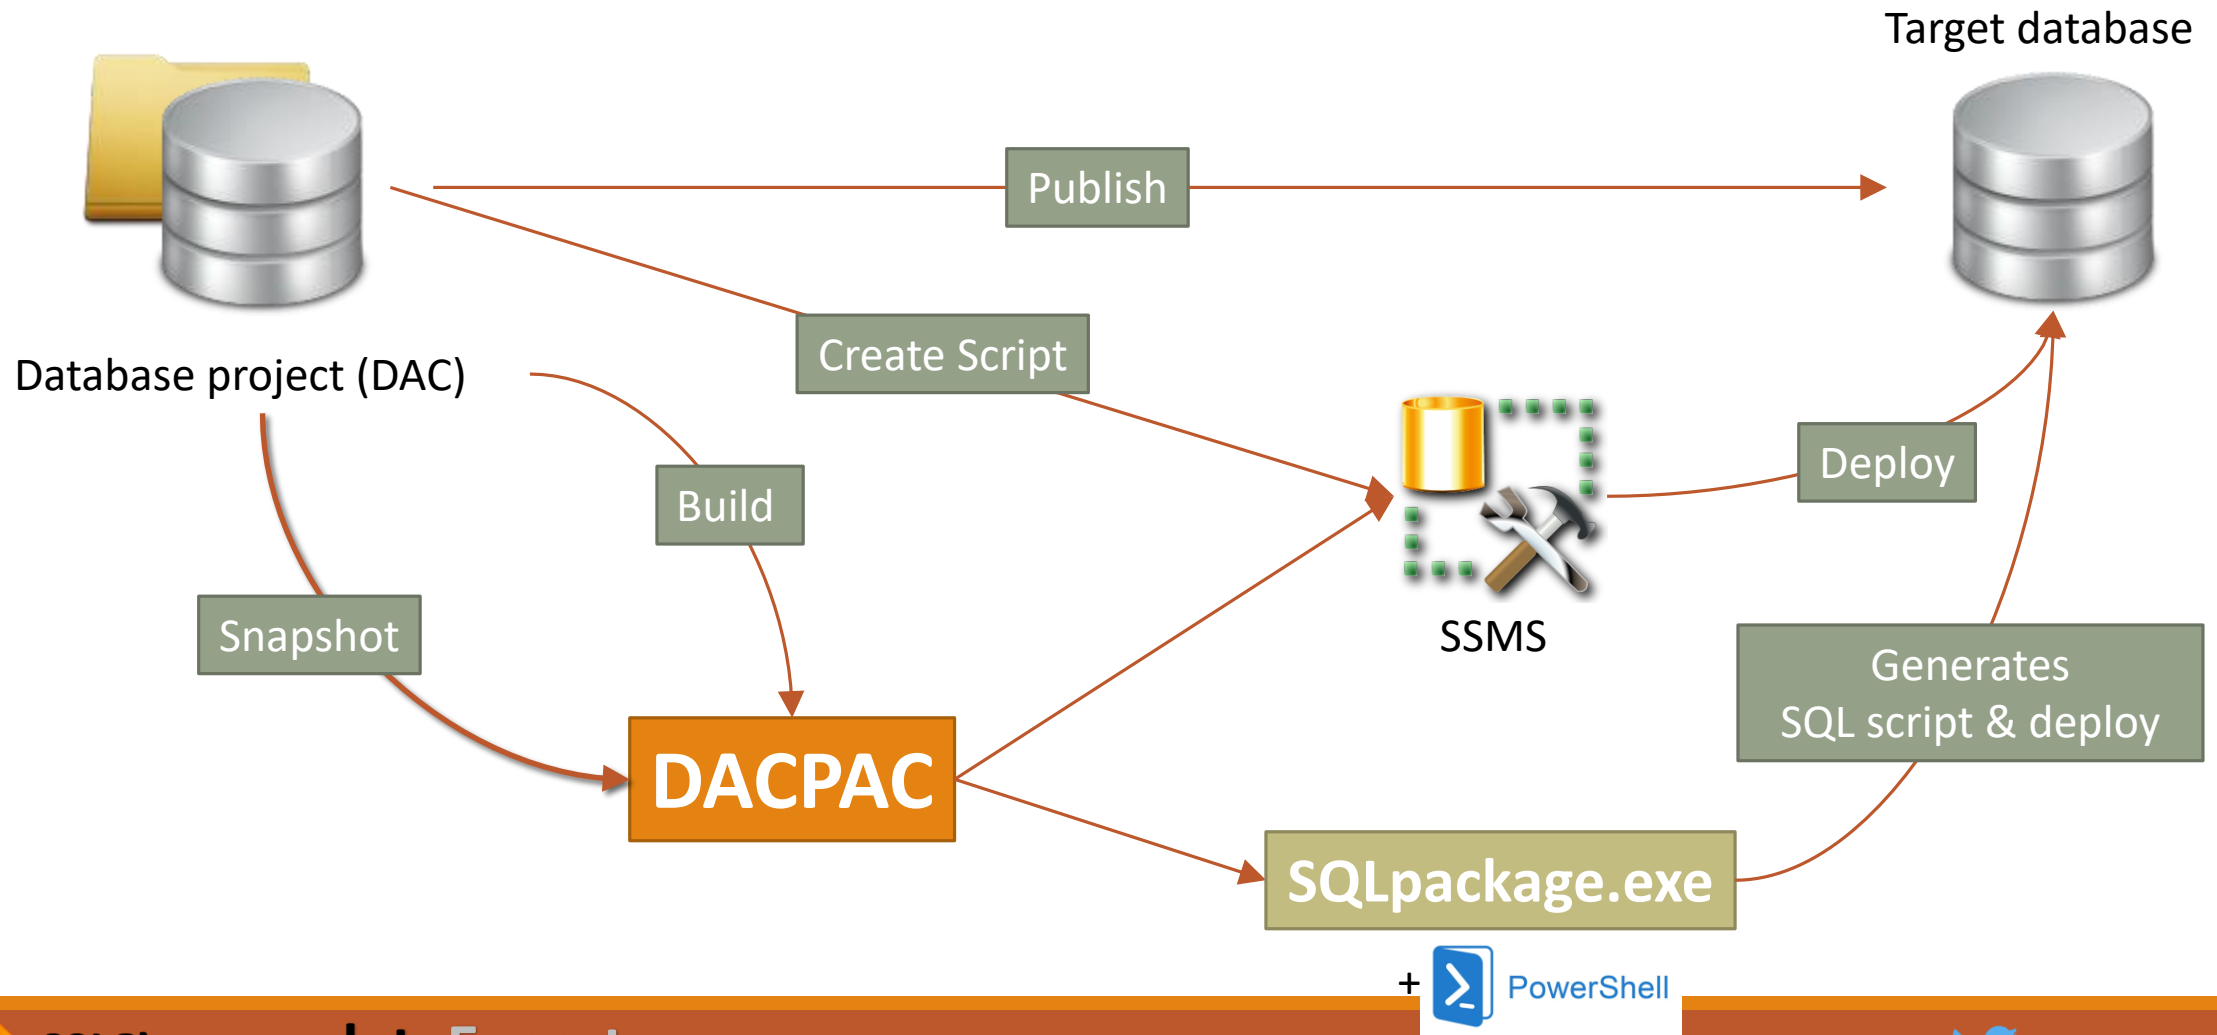 Target database
Publish
Create Script
Database project (DAC)
Deploy
Build
Snapshot
SSMS
Generates
SQL script & deploy
DACPAC
SQLpackage.exe
+
PowerShell